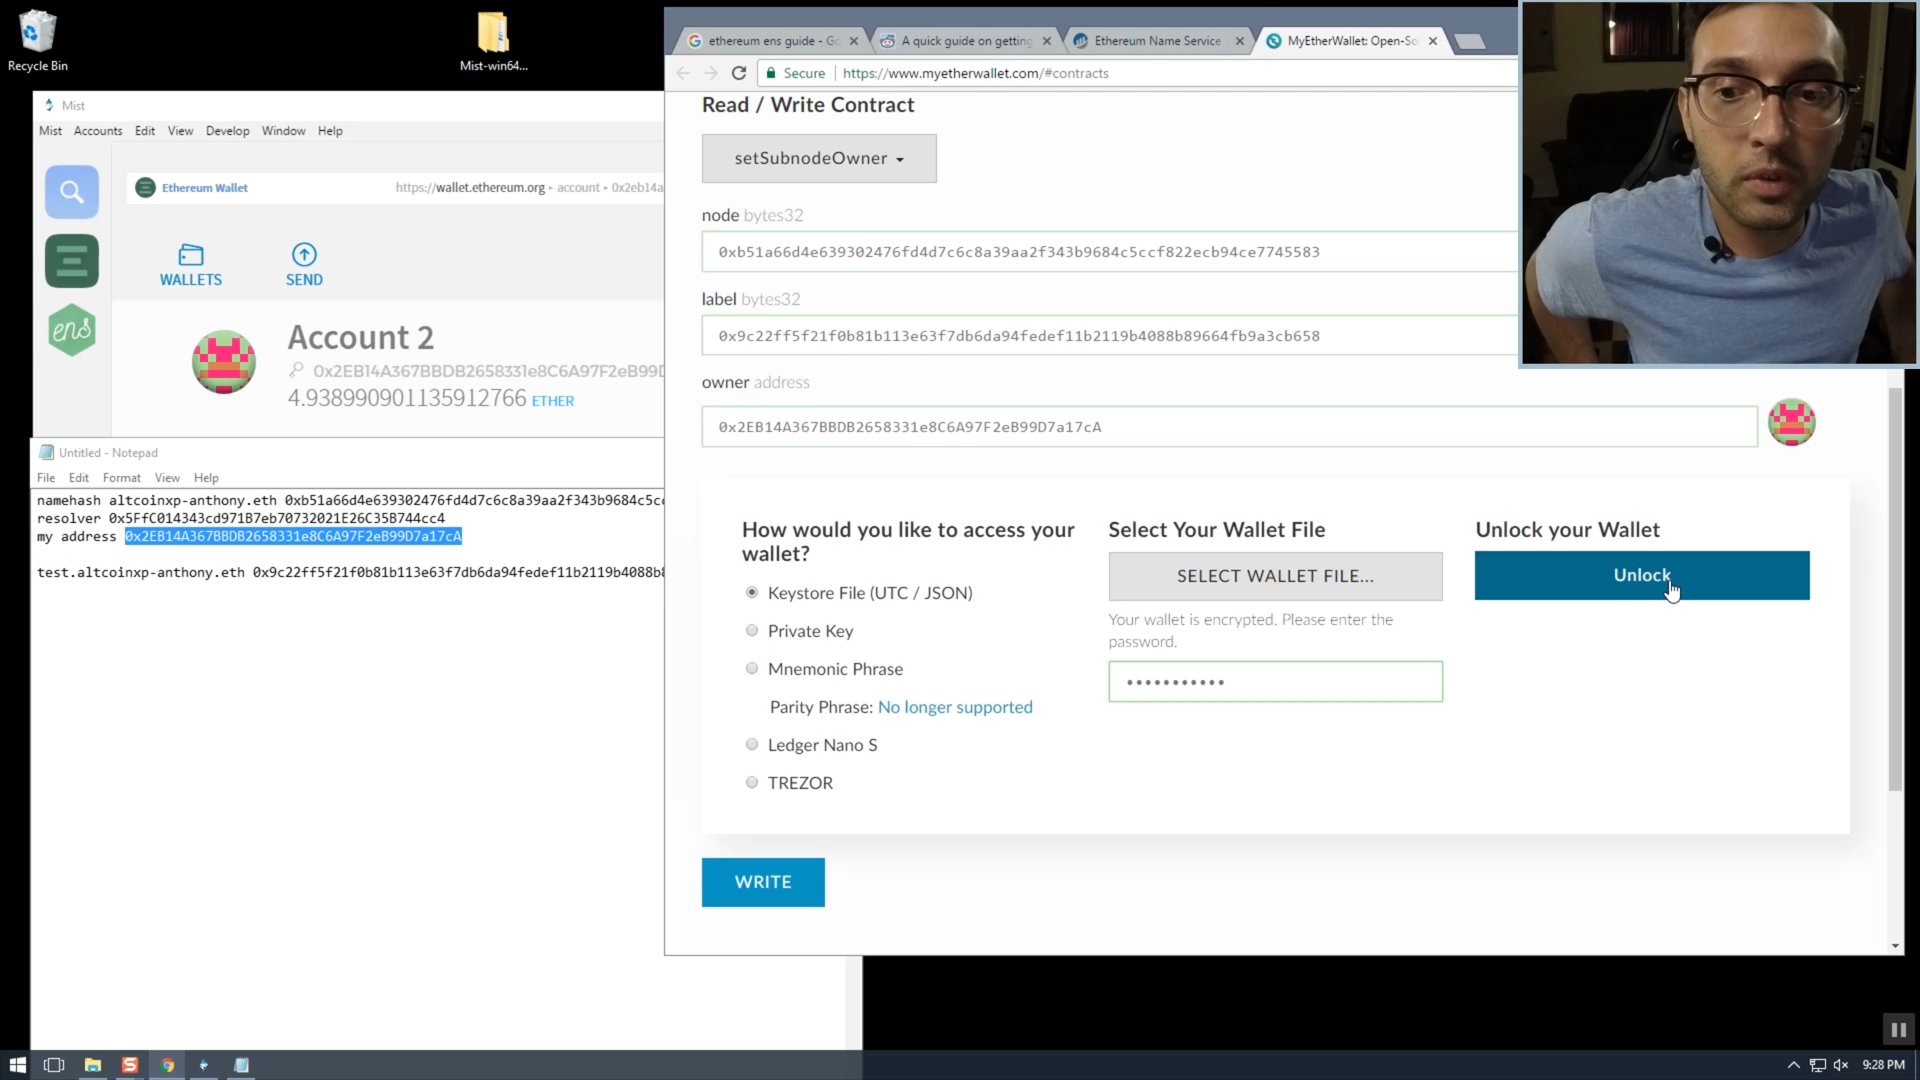 Recycle Bin
Mist-win64...
Mist
Mist Accounts Edit View Develop Window Help
Ethereum Wallet https://wallet.ethereum.org ▸ account ▸ 0x2eb14a
WALLETS
SEND
ens
Account 2
0x2EB14A367BBDB2658331e8C6A97F2eB99D
4.938990901135912766 ETHER
Untitled - Notepad
File Edit Format View Help
namehash altcoinxp-anthony.eth 0xb51a66d4e639302476fd4d7c6c8a39aa2f343b9684c5cc
resolver 0x5FfC014343cd971B7eb70732021E26C35B744cc4
my address 0x2EB14A367BBDB2658331e8C6A97F2eB99D7a17cA
test.altcoinxp-anthony.eth 0x9c22ff5f21f0b81b113e63f7db6da94fedef11b2119b4088b8
ethereum ens guide - Go
A quick guide on getting
Ethereum Name Service
MyEtherWallet: Open-So
Secure https://www.myetherwallet.com/#contracts
Read / Write Contract
setSubnodeOwner
node bytes32
0xb51a66d4e639302476fd4d7c6c8a39aa2f343b9684c5ccf822ecb94ce7745583
label bytes32
0x9c22ff5f21f0b81b113e63f7db6da94fedef11b2119b4088b89664fb9a3cb658
owner address
0x2EB14A367BBDB2658331e8C6A97F2eB99D7a17cA
How would you like to access your
wallet?
Keystore File (UTC / JSON)
Private Key
Mnemonic Phrase
Parity Phrase: No longer supported
Ledger Nano S
TREZOR
Select Your Wallet File
SELECT WALLET FILE...
Your wallet is encrypted. Please enter the
password.
Unlock your Wallet
Unlock
WRITE
9:28 PM